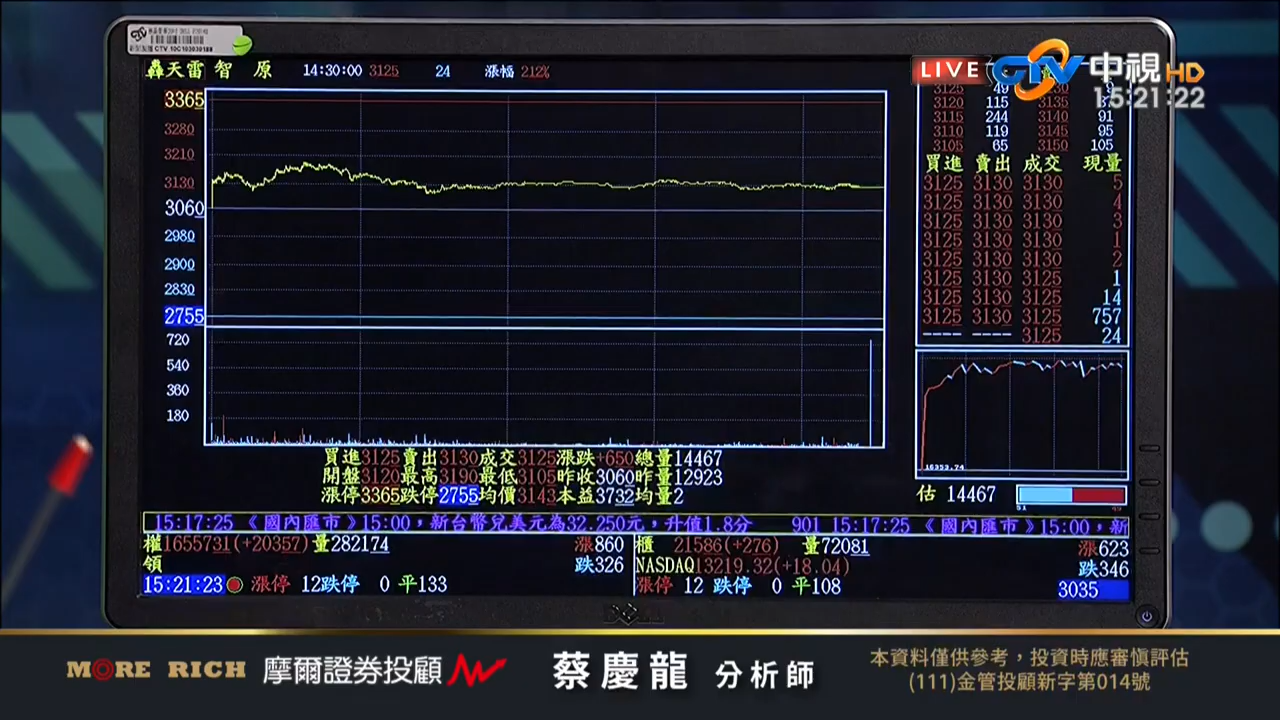 轟天雷 智 原 14:30:00 3125 24 漲幅 2.12%
LIVE CTV 中視 HD
15:21:22
3365
3280
3210
3130
3060
2980
2900
2830
2755
720
540
360
180
3125 49
3120 115 3135
3115 244 3140 91
3110 119 3145 95
3105 65 3150 105
買進 賣出 成交 現量
3125 3130 3130 5
3125 3130 3130 4
3125 3130 3130 3
3125 3130 3130 1
3125 3130 3130 2
3125 3130 3125 1
3125 3130 3125 14
3125 3130 3125 757
---- ---- 3125 24
16353.74
估 14467
51 49
買進3125賣出3130成交3125漲跌+650總量14467
開盤3120最高3190最低3105昨收3060昨量12923
漲停3365跌停2755均價3143本益3732均量2
15:17:25 《國內匯市》15:00，新台幣兌美元為32.250元，升值1.8分 901 15:17:25 《國內匯市》15:00，新
權1655731(+20357)量282174 漲860
領 跌326
15:21:23 漲停 12跌停 0 平133
櫃 21586(+276) 量72081 漲623
NASDAQ13219.32(+18.04) 跌346
漲停 12 跌停 0 平108 3035
MORE RICH 摩爾證券投顧
蔡慶龍 分析師
本資料僅供參考，投資時應審慎評估
(111)金管投顧新字第014號